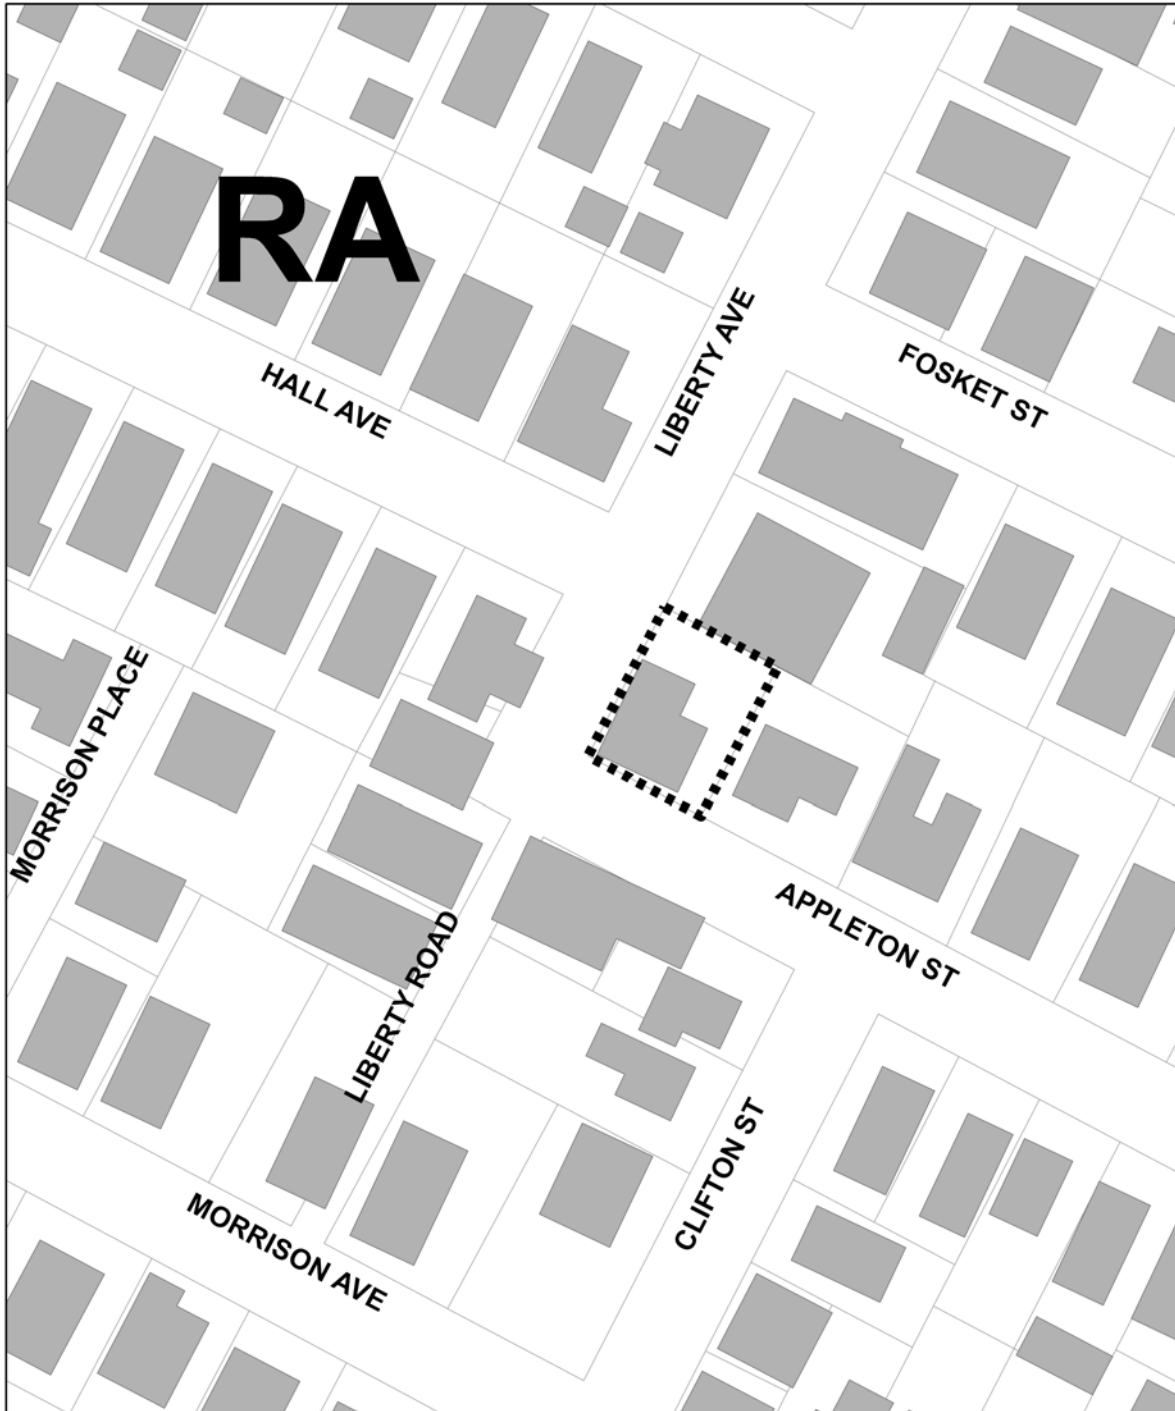 RA
LIBERTY AVE
FOSKET ST
HALL AVE
MORRISON PLACE
APPLETON ST
LIBERTY ROAD
CLIFTON ST
MORRISON AVE